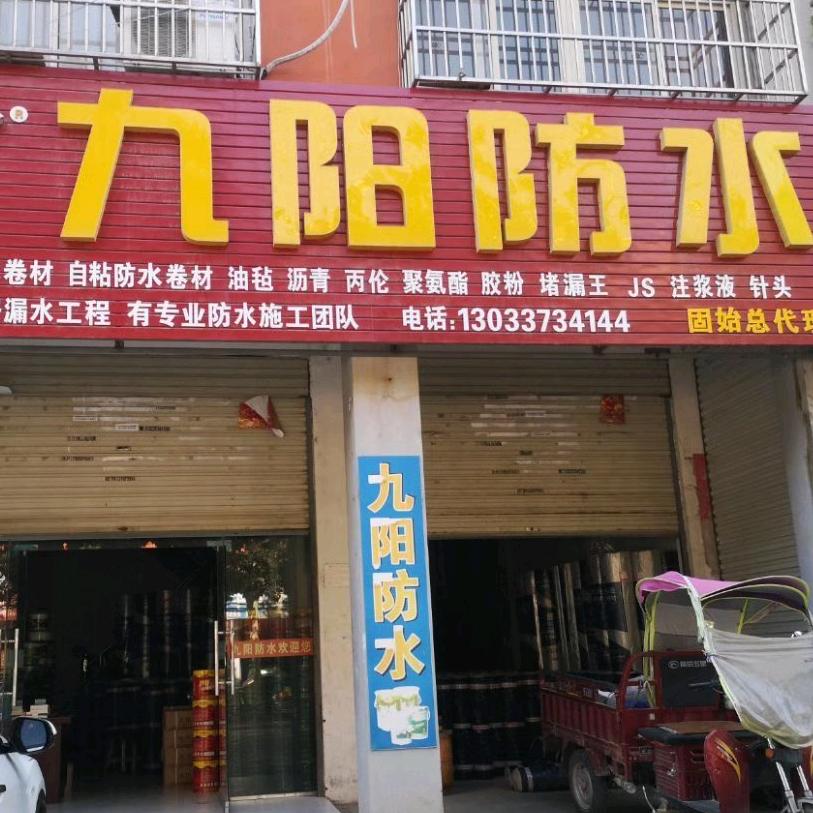 九阳防水
卷材 自粘防水卷材 油毡 沥青 丙伦 聚氨酯 胶粉 堵漏王 JS 注浆液 针头
漏水工程 有专业防水施工团队 电话:13033734144 固始总代理
九阳防水
九阳防水欢迎您